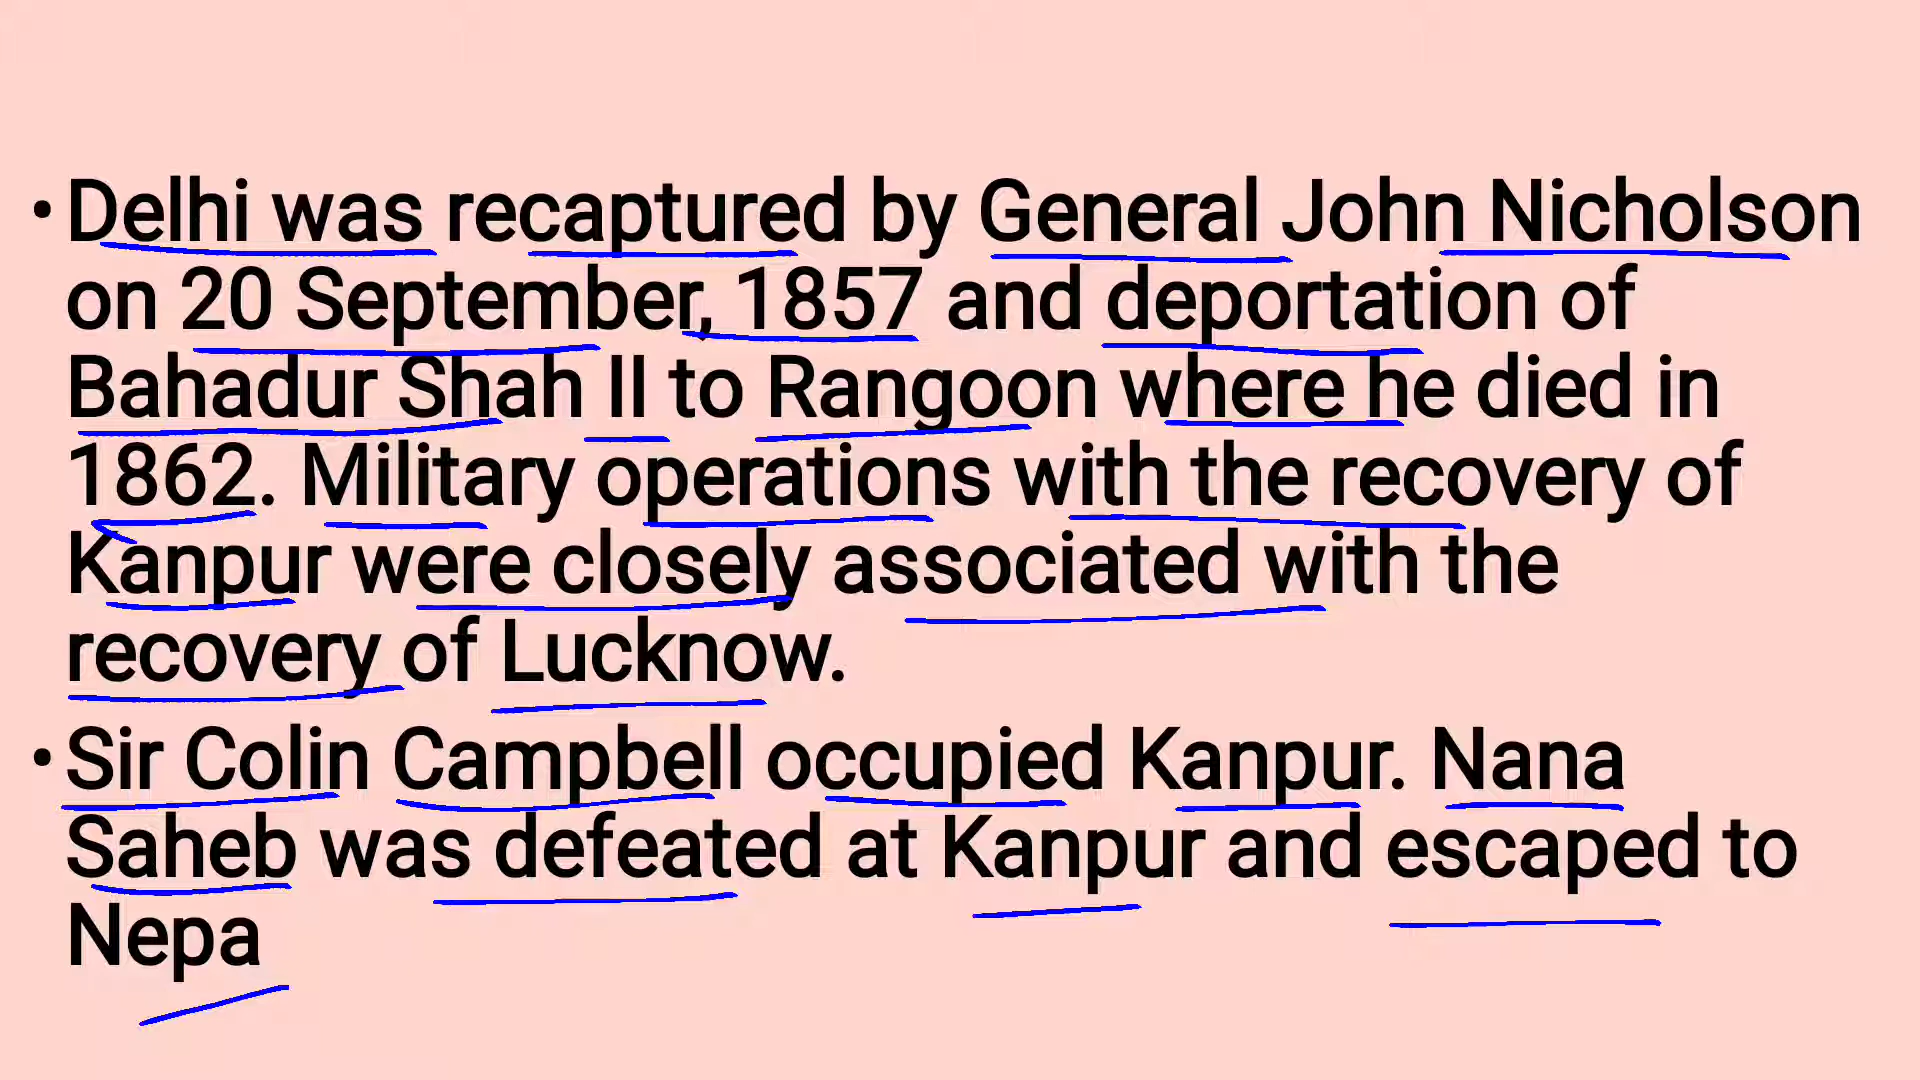 • Delhi was recaptured by General John Nicholson
on 20 September, 1857 and deportation of
Bahadur Shah II to Rangoon where he died in
1862. Military operations with the recovery of
Kanpur were closely associated with the
recovery of Lucknow.
• Sir Colin Campbell occupied Kanpur. Nana
Saheb was defeated at Kanpur and escaped to
Nepa